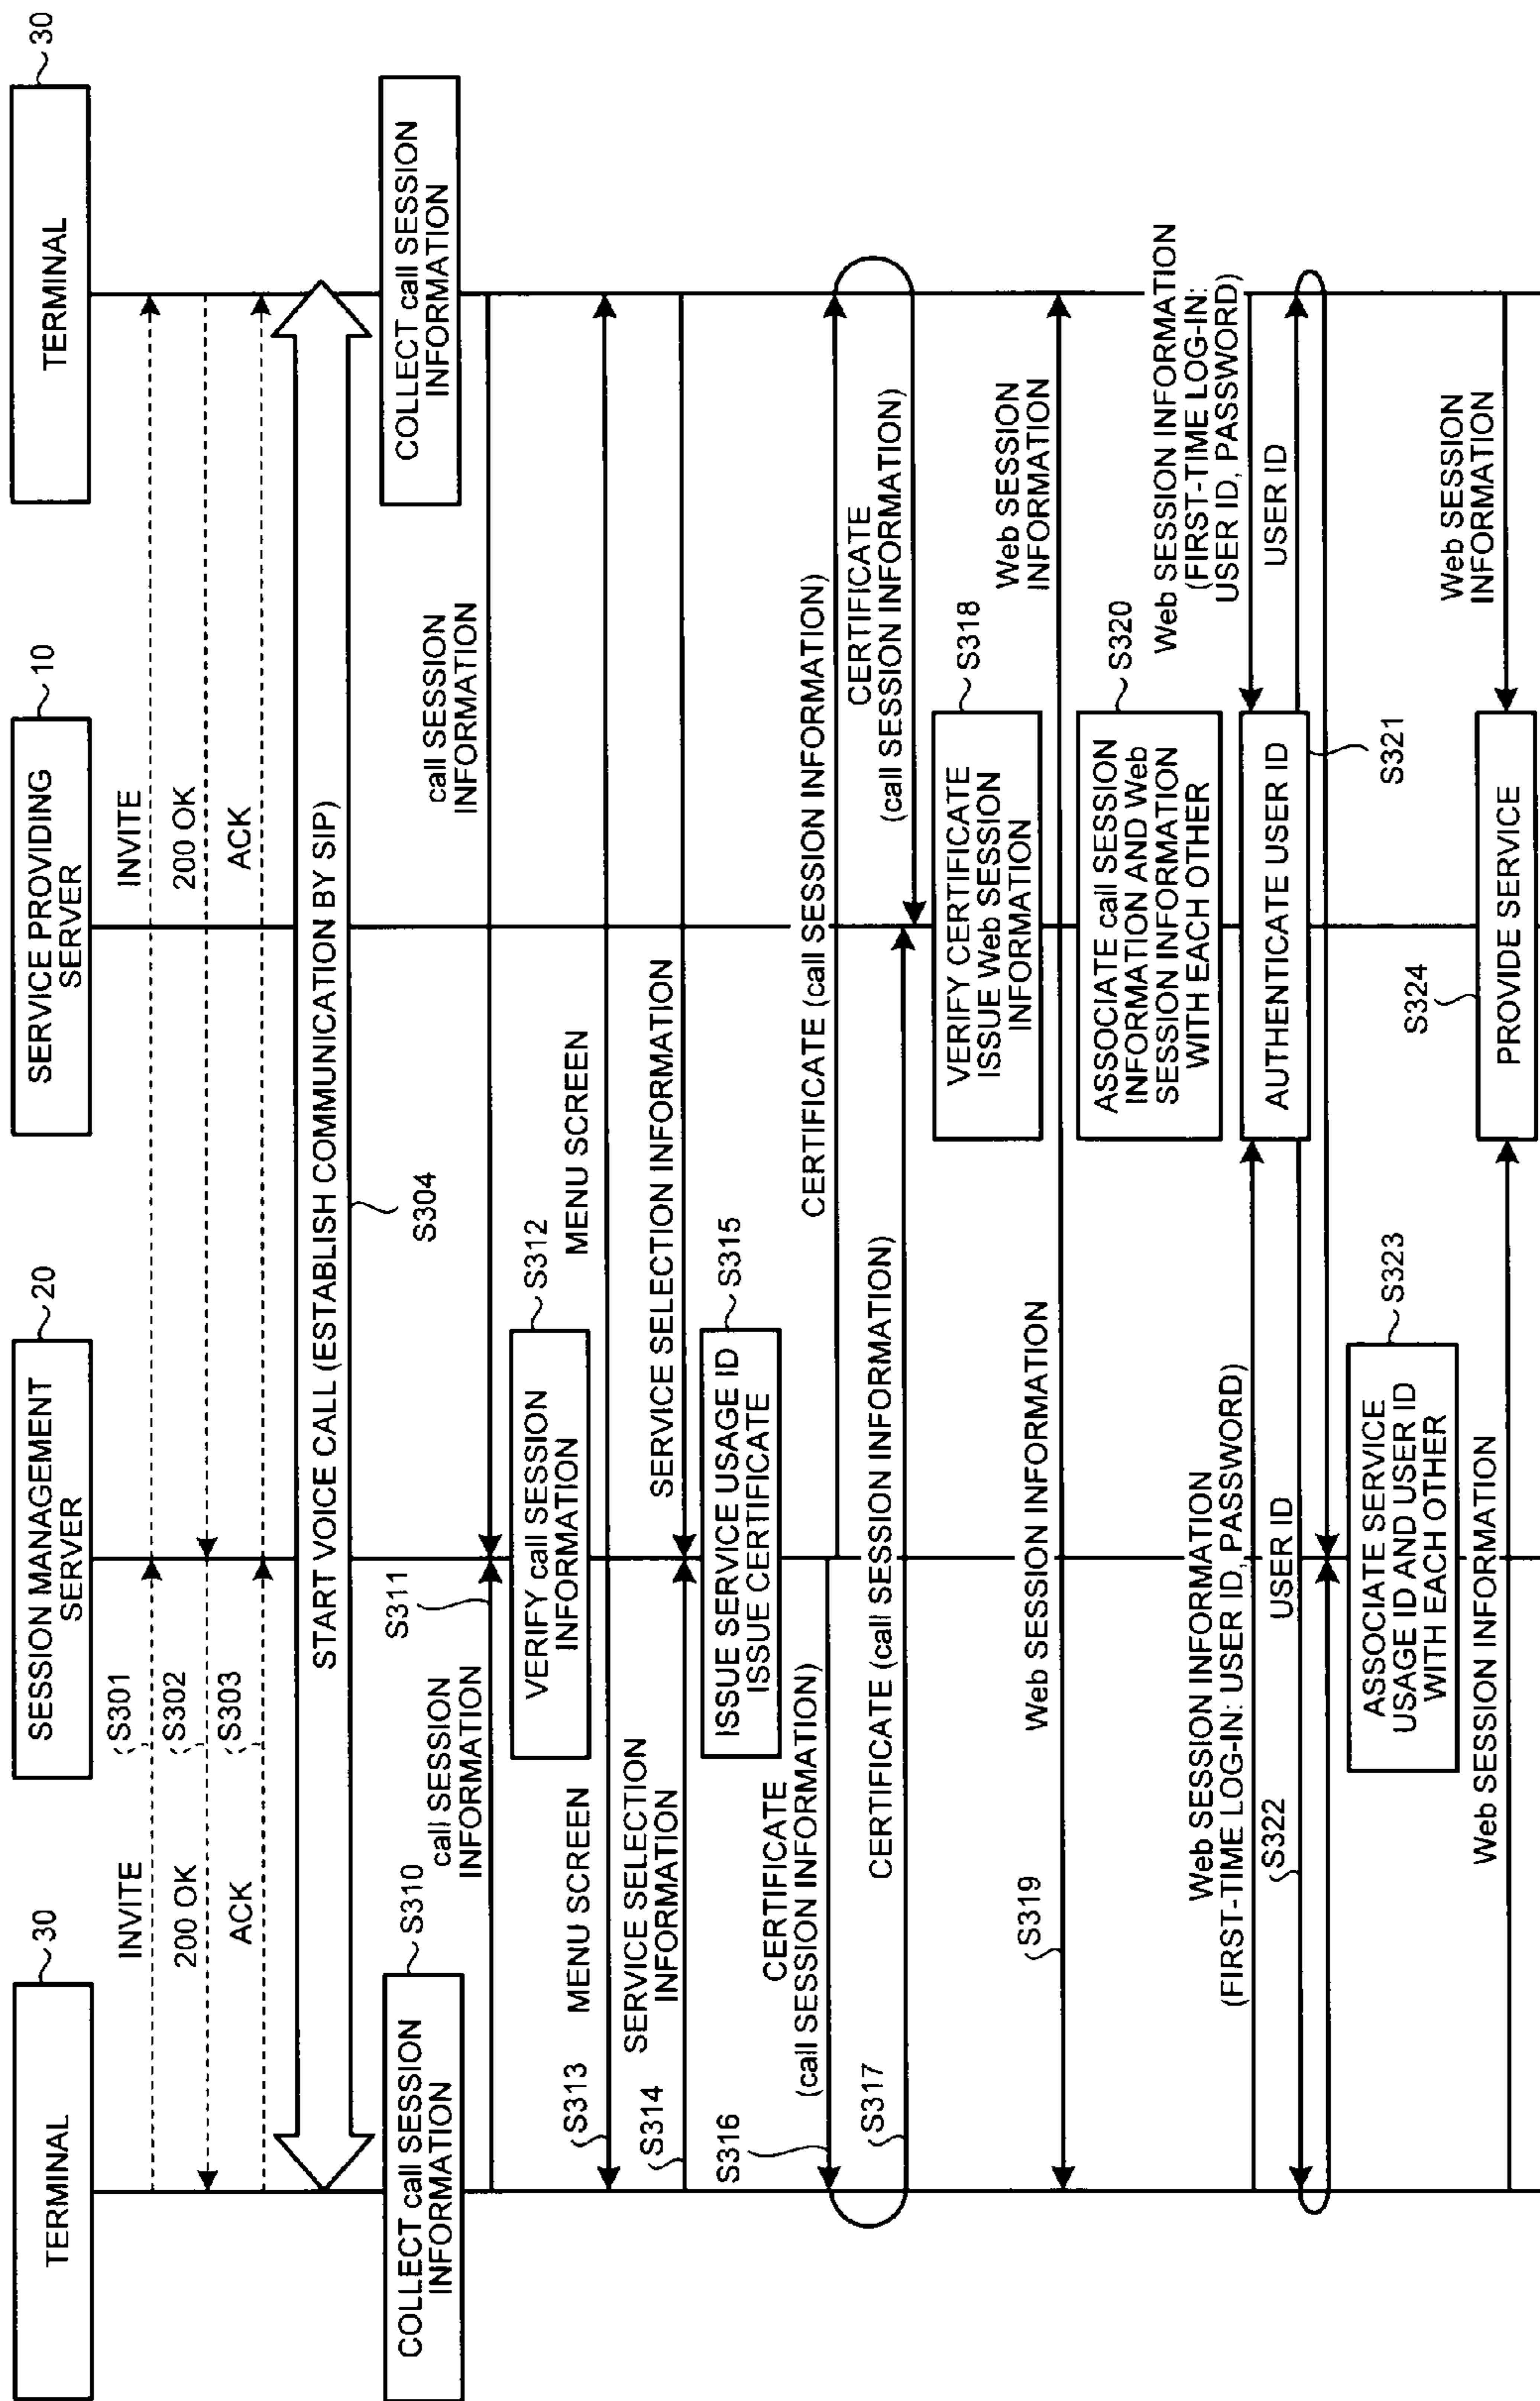 TERMINAL
30
SESSION MANAGEMENT
SERVER
20
SERVICE PROVIDING
SERVER
10
TERMINAL
30
INVITE
S301
INVITE
200 OK
S302
200 OK
ACK
S303
ACK
START VOICE CALL (ESTABLISH COMMUNICATION BY SIP)
S304
COLLECT call SESSION
INFORMATION
S310
COLLECT call SESSION
INFORMATION
call SESSION
INFORMATION
S311
call SESSION
INFORMATION
VERIFY call SESSION
INFORMATION
S312
S313
MENU SCREEN
MENU SCREEN
S314
SERVICE SELECTION
INFORMATION
SERVICE SELECTION INFORMATION
ISSUE SERVICE USAGE ID
ISSUE CERTIFICATE
S315
S316
CERTIFICATE
(call SESSION INFORMATION)
CERTIFICATE (call SESSION INFORMATION)
S317
CERTIFICATE (call SESSION INFORMATION)
CERTIFICATE
(call SESSION INFORMATION)
VERIFY CERTIFICATE
ISSUE Web SESSION
INFORMATION
S318
S319
Web SESSION INFORMATION
Web SESSION
INFORMATION
ASSOCIATE call SESSION
INFORMATION AND Web
SESSION INFORMATION
WITH EACH OTHER
S320
Web SESSION INFORMATION
(FIRST-TIME LOG-IN: USER ID, PASSWORD)
Web SESSION INFORMATION
(FIRST-TIME LOG-IN:
USER ID, PASSWORD)
AUTHENTICATE USER ID
S321
S322
USER ID
USER ID
ASSOCIATE SERVICE
USAGE ID AND USER ID
WITH EACH OTHER
S323
Web SESSION INFORMATION
S324
PROVIDE SERVICE
Web SESSION
INFORMATION